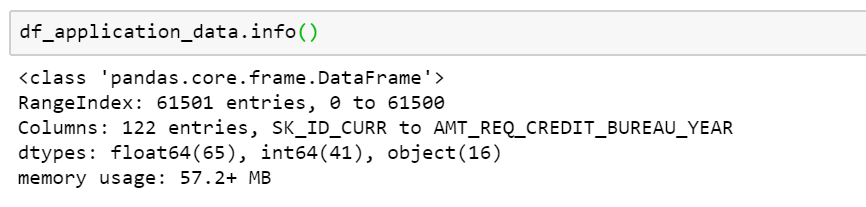 df_application_data.info()
<class 'pandas.core.frame.DataFrame'>
RangeIndex: 61501 entries, 0 to 61500
Columns: 122 entries, SK_ID_CURR to AMT_REQ_CREDIT_BUREAU_YEAR
dtypes: float64(65), int64(41), object(16)
memory usage: 57.2+ MB